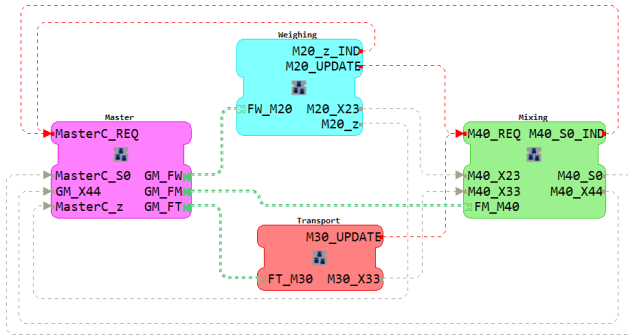 Weighing
M20_z_IND
M20_UPDATE
FW_M20 M20_X23
M20_z
Master
MasterC_REQ
MasterC_S0 GM_FW
GM_X44 GM_FM
MasterC_z GM_FT
Mixing
M40_REQ M40_S0_IND
M40_X23 M40_S0
M40_X33 M40_X44
FM_M40
Transport
M30_UPDATE
FT_M30 M30_X33